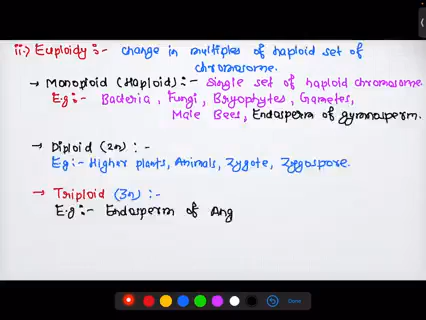 ii.) Euploidy :- change in multiples of haploid set of
chromosome.
→ Monoploid (Haploid) :- Single set of haploid chromosome.
E.g :- Bacteria, Fungi, Bryophytes, Gametes,
Male Bees, Endosperm of gymnosperm.
→ Diploid (2n) :-
Eg :- Higher plants, Animals, Zygote, Zygospore.
→ Triploid (3n) :-
E.g :- Endosperm of Ang
Done